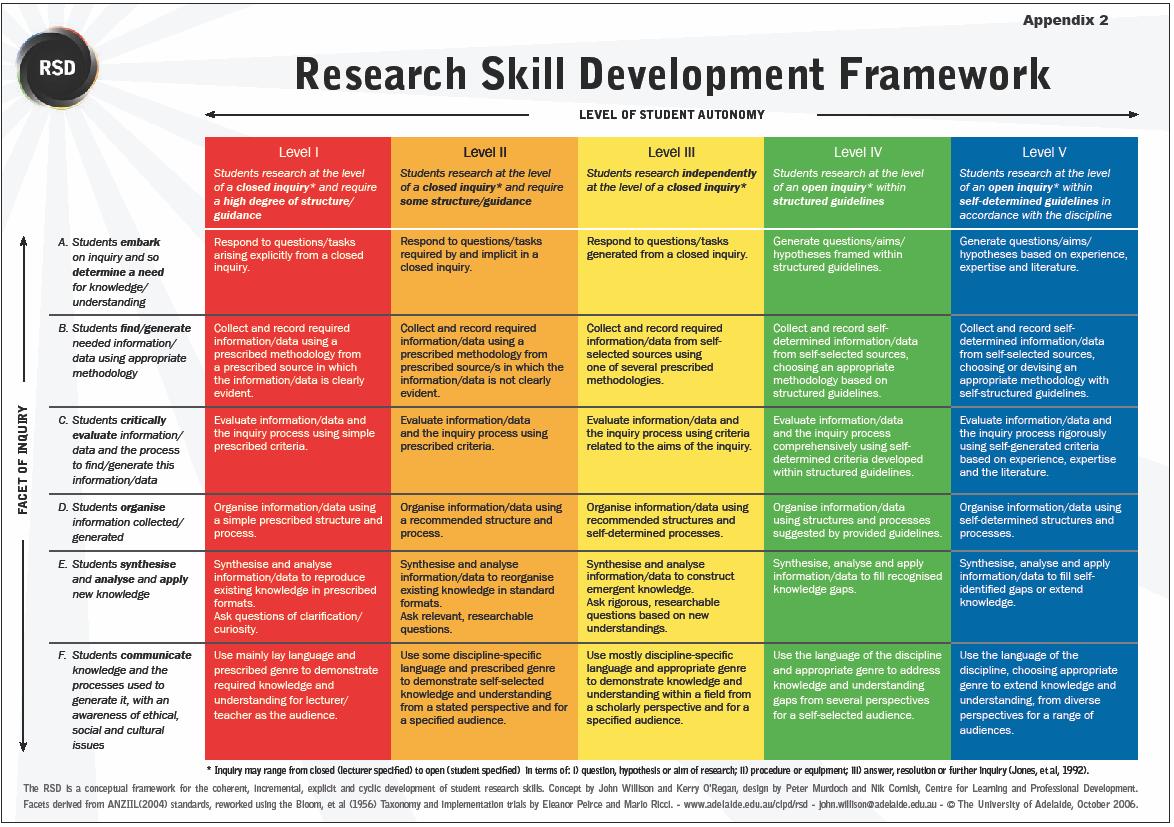 Appendix 2
RSD
Research Skill Development Framework
LEVEL OF STUDENT AUTONOMY
Level I
Students research at the level
of a closed inquiry* and require
a high degree of structure/
guidance
Level II
Students research at the level
of a closed inquiry* and require
some structure/guidance
Level III
Students research independently
at the level of a closed inquiry*
Level IV
Students research at the level
of an open inquiry* within
structured guidelines
Level V
Students research at the level
of an open inquiry* within
self-determined guidelines in
accordance with the discipline
FACET OF INQUIRY
A. Students embark
on inquiry and so
determine a need
for knowledge/
understanding
Respond to questions/tasks
arising explicitly from a closed
inquiry.
Respond to questions/tasks
required by and implicit in a
closed inquiry.
Respond to questions/tasks
generated from a closed inquiry.
Generate questions/aims/
hypotheses framed within
structured guidelines.
Generate questions/aims/
hypotheses based on experience,
expertise and literature.
B. Students find/generate
needed information/
data using appropriate
methodology
Collect and record required
information/data using a
prescribed methodology from
a prescribed source in which
the information/data is clearly
evident.
Collect and record required
information/data using a
prescribed methodology from
prescribed source/s in which the
information/data is not clearly
evident.
Collect and record required
information/data from self-
selected sources using
one of several prescribed
methodologies.
Collect and record self-
determined information/data
from self-selected sources,
choosing an appropriate
methodology based on
structured guidelines.
Collect and record self-
determined information/data
from self-selected sources,
choosing or devising an
appropriate methodology with
self-structured guidelines.
C. Students critically
evaluate information/
data and the process
to find/generate this
information/data
Evaluate information/data and
the inquiry process using simple
prescribed criteria.
Evaluate information/data
and the inquiry process using
prescribed criteria.
Evaluate information/data and
the inquiry process using criteria
related to the aims of the inquiry.
Evaluate information/data
and the inquiry process
comprehensively using self-
determined criteria developed
within structured guidelines.
Evaluate information/data and
the inquiry process rigorously
using self-generated criteria
based on experience, expertise
and the literature.
D. Students organise
information collected/
generated
Organise information/data using
a simple prescribed structure and
process.
Organise information/data using
a recommended structure and
process.
Organise information/data using
recommended structures and
self-determined processes.
Organise information/data
using structures and processes
suggested by provided guidelines.
Organise information/data using
self-determined structures and
processes.
E. Students synthesise
and analyse and apply
new knowledge
Synthesise and analyse
information/data to reproduce
existing knowledge in prescribed
formats.
Ask questions of clarification/
curiosity.
Synthesise and analyse
information/data to reorganise
existing knowledge in standard
formats.
Ask relevant, researchable
questions.
Synthesise and analyse
information/data to construct
emergent knowledge.
Ask rigorous, researchable
questions based on new
understandings.
Synthesise, analyse and apply
information/data to fill recognised
knowledge gaps.
Synthesise, analyse and apply
information/data to fill self-
identified gaps or extend
knowledge.
F. Students communicate
knowledge and the
processes used to
generate it, with an
awareness of ethical,
social and cultural
issues
Use mainly lay language and
prescribed genre to demonstrate
required knowledge and
understanding for lecturer/
teacher as the audience.
Use some discipline-specific
language and prescribed genre
to demonstrate self-selected
knowledge and understanding
from a stated perspective and for
a specified audience.
Use mostly discipline-specific
language and appropriate genre
to demonstrate knowledge and
understanding within a field from
a scholarly perspective and for a
specified audience.
Use the language of the discipline
and appropriate genre to address
knowledge and understanding
gaps from several perspectives
for a self-selected audience.
Use the language of the
discipline, choosing appropriate
genre to extend knowledge and
understanding, from diverse
perspectives for a range of
audiences.
* Inquiry may range from closed (lecturer specified) to open (student specified) in terms of: i) question, hypothesis or aim of research; ii) procedure or equipment; iii) answer, resolution or further inquiry (Jones, et al, 1992).
The RSD is a conceptual framework for the coherent, incremental, explicit and cyclic development of student research skills. Concept by John Willison and Kerry O'Regan, design by Peter Murdoch and Nik Cornish, Centre for Learning and Professional Development.
Facets derived from ANZIIL(2004) standards, reworked using the Bloom, et al (1956) Taxonomy and implementation trials by Eleanor Peirce and Mario Ricci. - www.adelaide.edu.au/clpd/rsd - john.willison@adelaide.edu.au - © The University of Adelaide, October 2006.